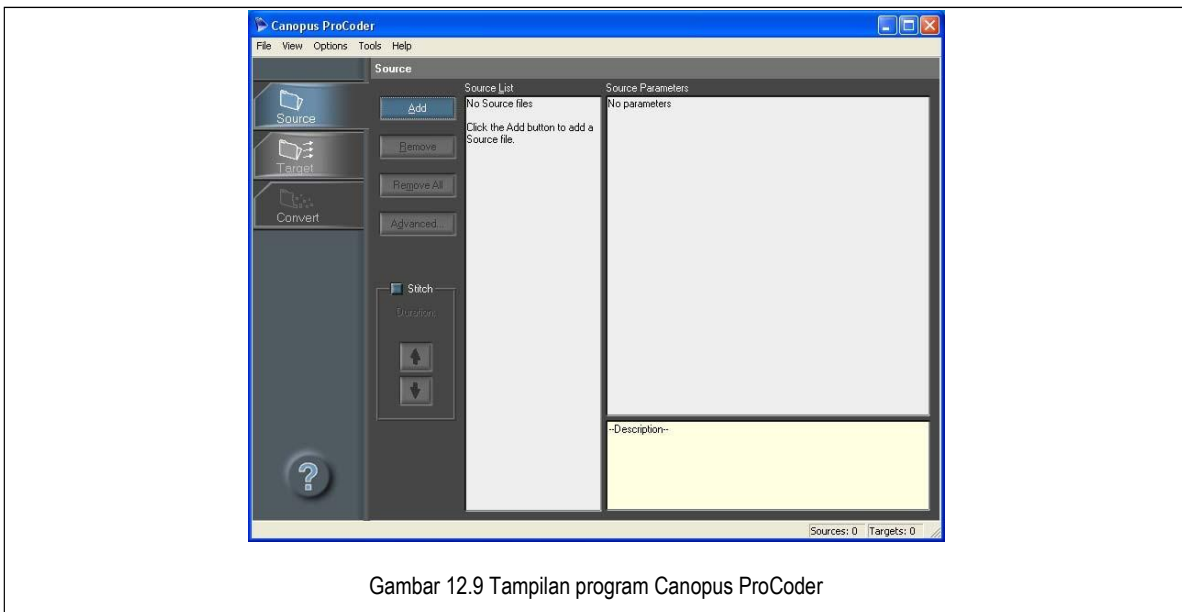 Canopus ProCoder
File View Options Tools Help
Source
Source
Target
Convert
Add
Remove
Remove All
Advanced...
Stitch
Duration:
Source List
No Source files
Click the Add button to add a
Source file.
Source Parameters
No parameters
--Description--
?
Sources: 0 Targets: 0
Gambar 12.9 Tampilan program Canopus ProCoder